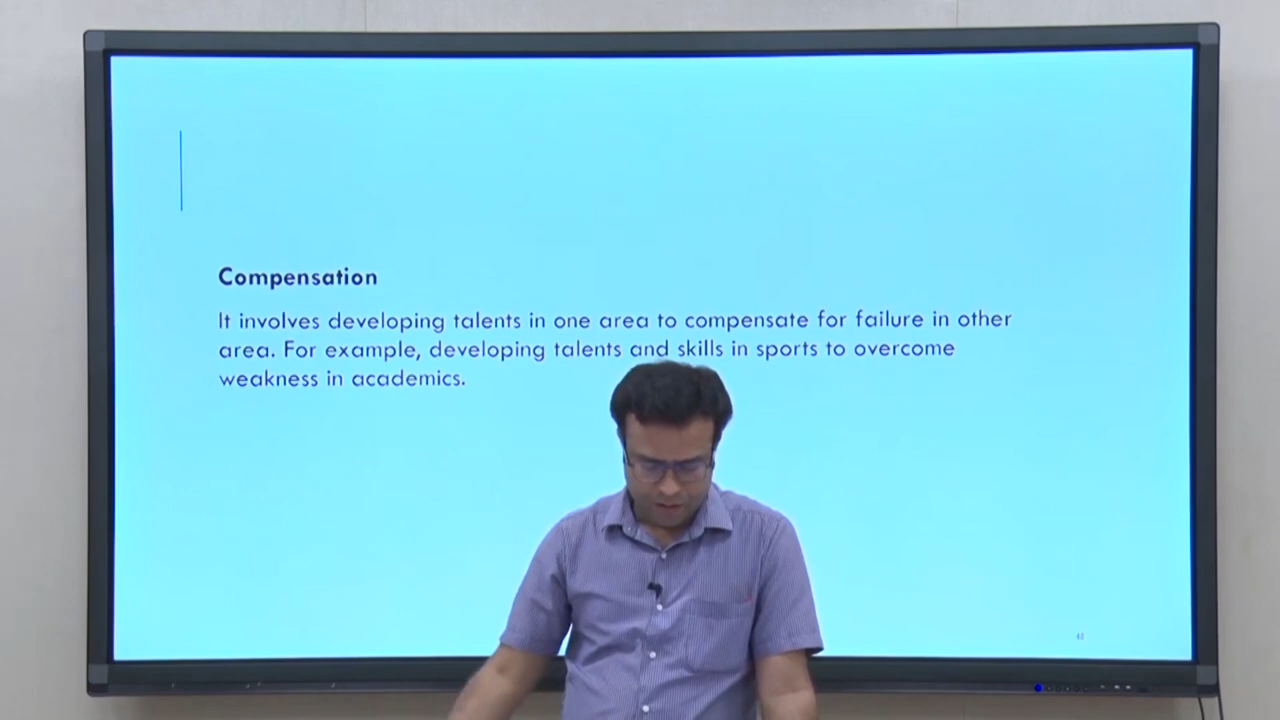 Compensation
It involves developing talents in one area to compensate for failure in other
area. For example, developing talents and skills in sports to overcome
weakness in academics.